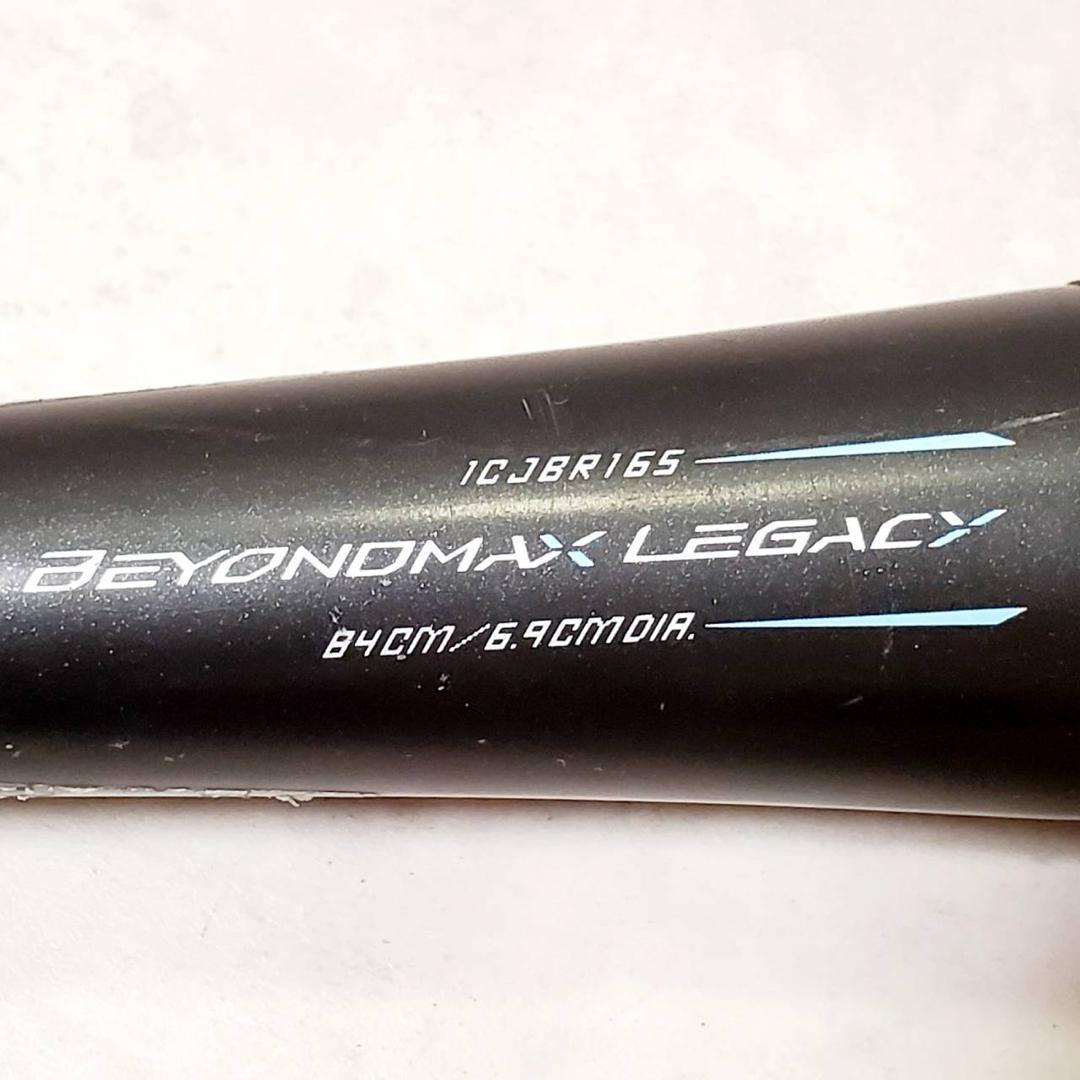 1CJBR165
BEYONDMAX LEGACY
84CM/6.9CMDIA.